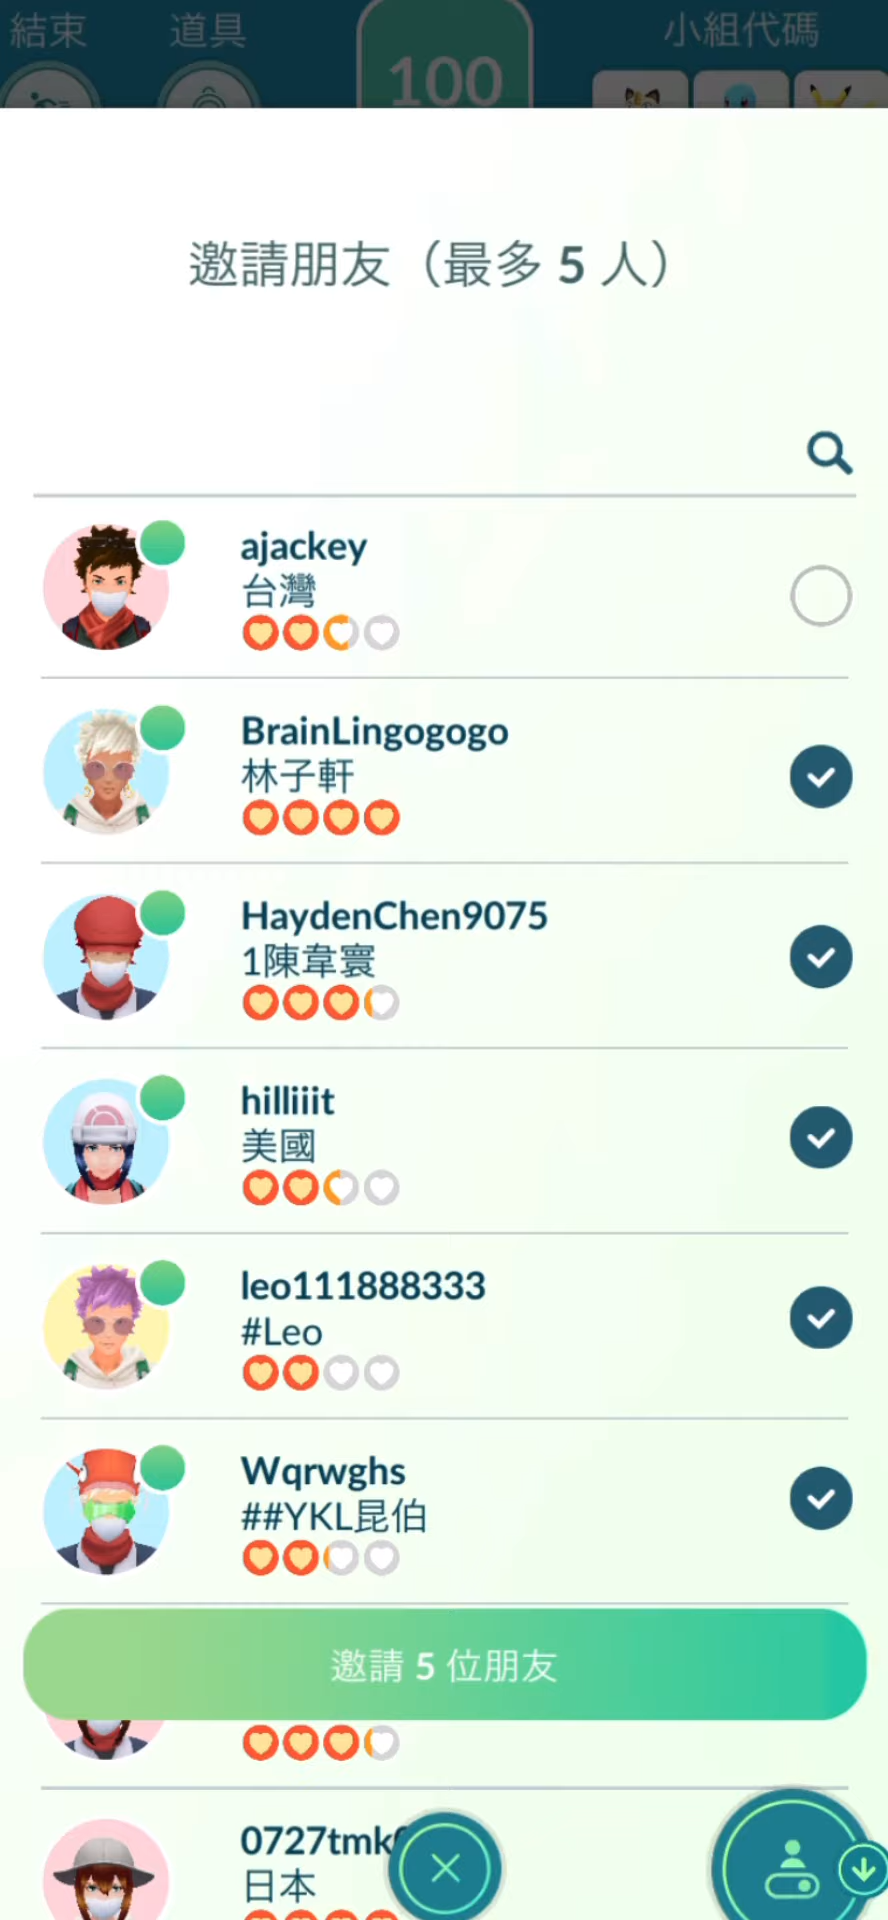 結束 道具 100 小組代碼
邀請朋友（最多 5 人）
ajackey
台灣
BrainLingogogo
林子軒
HaydenChen9075
1陳韋寰
hilliiit
美國
leo111888333
#Leo
Wqrwghs
##YKL昆伯
邀請 5 位朋友
0727tmk
日本